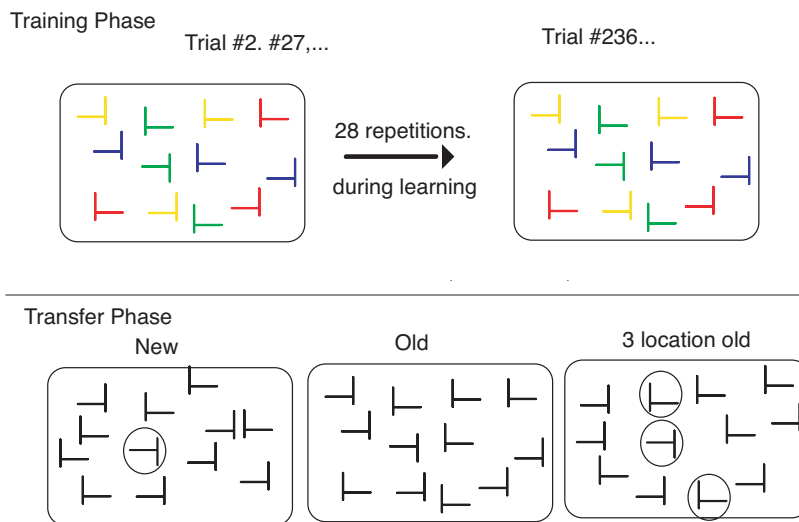 Training Phase
Trial #2. #27,...
Trial #236...
28 repetitions.
during learning
Transfer Phase
New
Old
3 location old